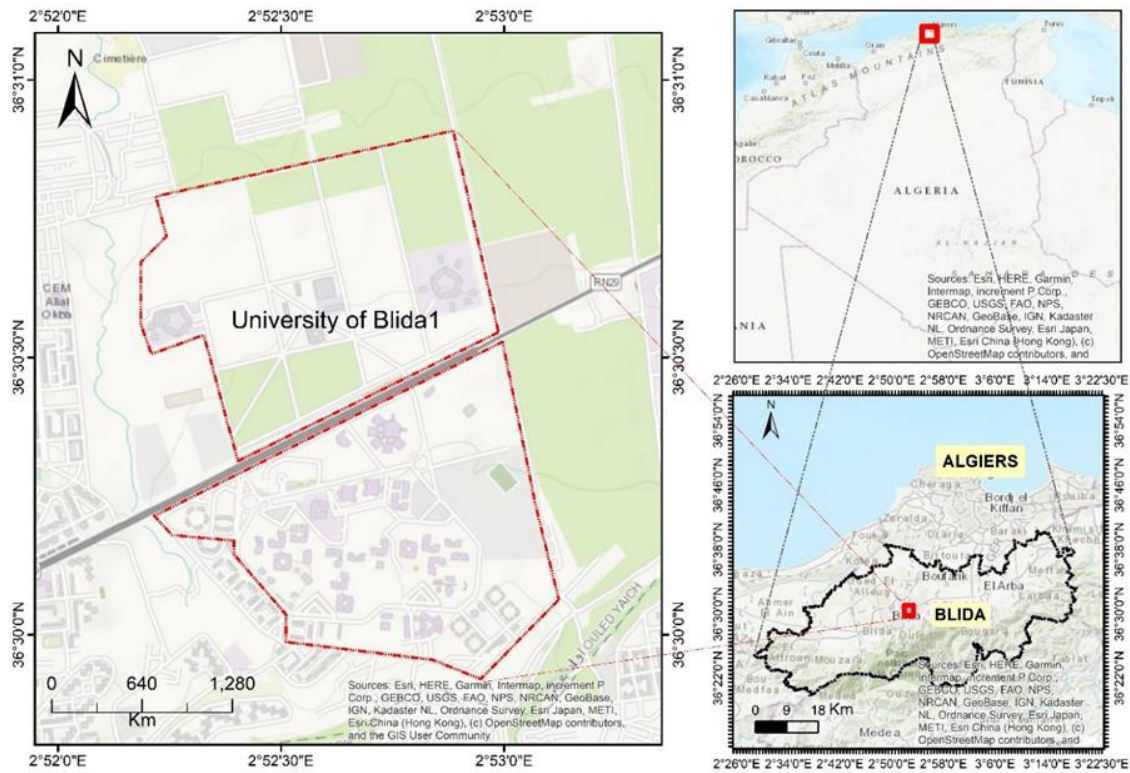 2°52'0"E 2°52'30"E 2°53'0"E
36°31'0"N
36°30'30"N
36°30'0"N
36°31'0"N
36°30'30"N
36°30'0"N
N
Cimetière
CEM
Allal
University of Blida1
RN29
OULED YAICH
0 640 1,280
Km
Sources: Esri, HERE, Garmin, Intermap, increment P
Corp., GEBCO, USGS, FAO, NPS, NRCAN, GeoBase,
IGN, Kadaster NL, Ordnance Survey, Esri Japan, METI,
Esri China (Hong Kong), (c) OpenStreetMap contributors,
and the GIS User Community
2°52'0"E 2°52'30"E 2°53'0"E
Gibraltar
Ceuta
Melilla
Oran
Tunis
Rabat
Fez
Casablanca
ATLAS MOUNTAINS
TUNISIA
Tripoli
OROCCO
ALGERIA
SAHARA DES
ANIA
Sources: Esri, HERE, Garmin,
Intermap, increment P Corp.,
GEBCO, USGS, FAO, NPS,
NRCAN, GeoBase, IGN, Kadaster
NL, Ordnance Survey, Esri Japan,
METI, Esri China (Hong Kong), (c)
OpenStreetMap contributors, and
2°26'0"E 2°34'0"E 2°42'0"E 2°50'0"E 2°58'0"E 3°6'0"E 3°14'0"E 3°22'30"E
36°54'0"N
36°46'0"N
36°38'0"N
36°30'0"N
36°22'0"N
36°54'0"N
36°46'0"N
36°38'0"N
36°30'0"N
36°22'0"N
N
ALGIERS
Cheraga
Bordj el
Kiffan
Zeralda
Baraki
Boufarik
El Arba
BLIDA
Blida
Bougara
Mouzaia
Medea
0 9 18 Km
Sources: Esri, HERE, Garmin,
Intermap, increment P Corp.,
GEBCO, USGS, FAO, NPS,
NRCAN, GeoBase, IGN, Kadaster
NL, Ordnance Survey, Esri Japan,
METI, Esri China (Hong Kong), (c)
OpenStreetMap contributors, and
2°26'0"E 2°34'0"E 2°42'0"E 2°50'0"E 2°58'0"E 3°6'0"E 3°14'0"E 3°22'30"E